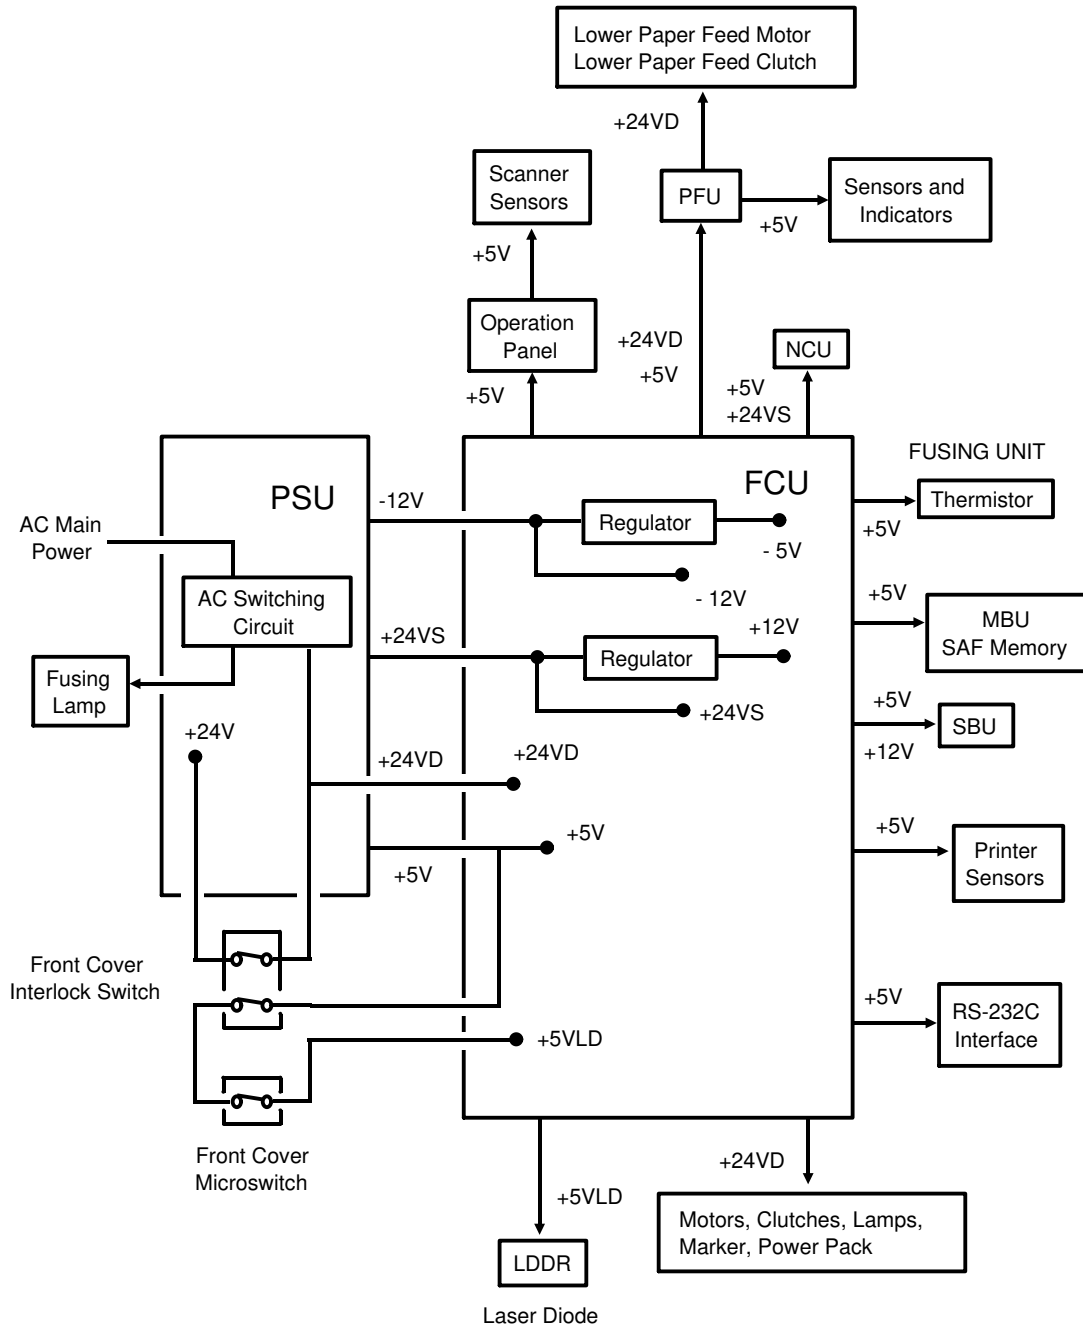 Lower Paper Feed Motor
Lower Paper Feed Clutch
+24VD
Scanner
Sensors
PFU
Sensors and
Indicators
+5V
+5V
Operation
Panel
+24VD
+5V
NCU
+5V
+5V
+24VS
FUSING UNIT
PSU
-12V
FCU
Thermistor
+5V
AC Main
Power
Regulator
- 5V
AC Switching
Circuit
- 12V
+5V
MBU
SAF Memory
+24VS
+12V
Regulator
Fusing
Lamp
+24V
+24VS
+5V
SBU
+12V
+24VD
+24VD
+5V
+5V
+5V
Printer
Sensors
Front Cover
Interlock Switch
+5V
RS-232C
Interface
+5VLD
Front Cover
Microswitch
+24VD
+5VLD
Motors, Clutches, Lamps,
Marker, Power Pack
LDDR
Laser Diode